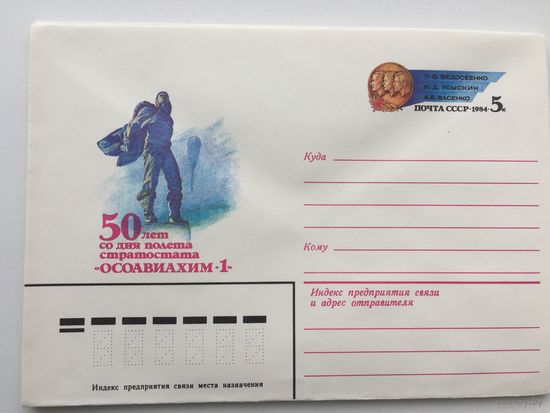 П.Ф. ФЕДОСЕЕНКО
И.Д. УСЫСКИН
А.Б. ВАСЕНКО
ПОЧТА СССР·1984· 5к
Куда
50 лет
со дня полета
стратостата
«ОСОАВИАХИМ·1»
Кому
Индекс предприятия связи
и адрес отправителя
Индекс предприятия связи места назначения